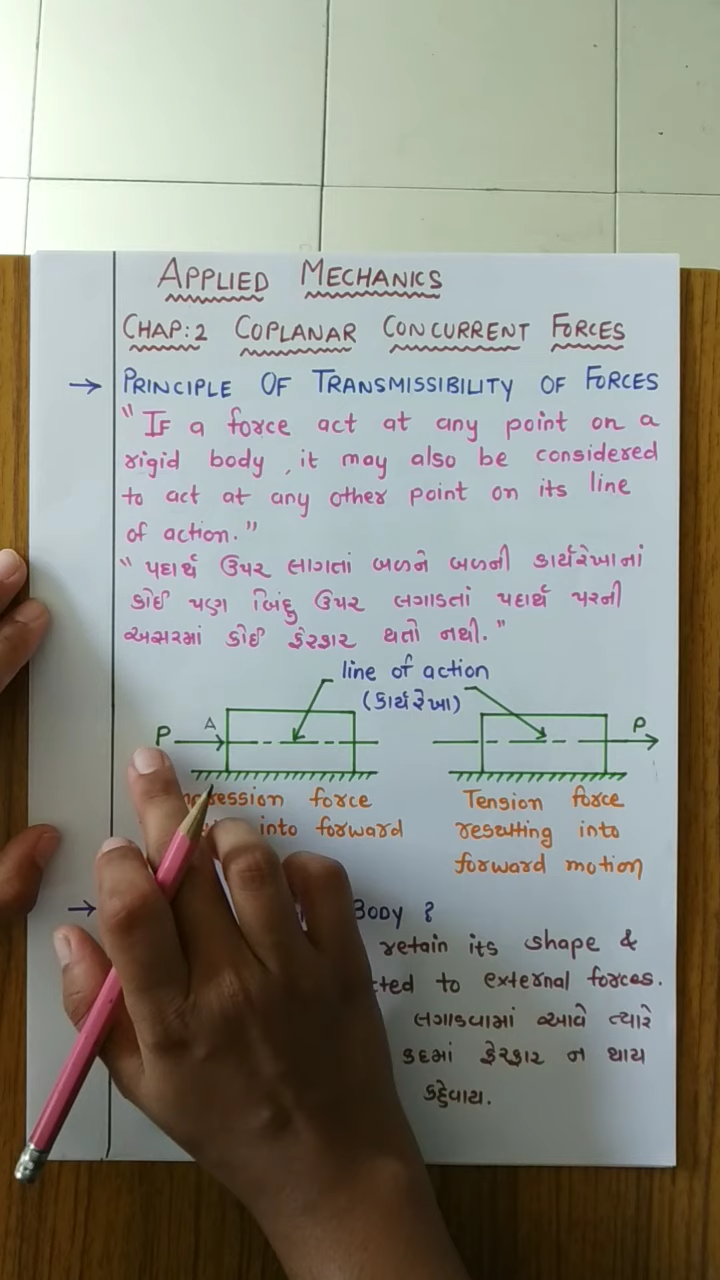 APPLIED MECHANICS
CHAP:2 COPLANAR CONCURRENT FORCES
→ PRINCIPLE OF TRANSMISSIBILITY OF FORCES
"IF a force act at any point on a
rigid body, it may also be considered
to act at any other point on its line
of action."
"પદાર્થ ઉપર લાગતાં બળને બળની કાર્યરેખાનાં
કોઈ પણ બિંદુ ઉપર લગાડતાં પદાર્થ પરની
અસરમાં કોઈ ફેરફાર થતો નથી."
line of action
(કાર્યરેખા)
P A P
force Tension force
into forward resulting into
forward motion
→ BODY ?
retain its shape &
to external forces.
લગાડવામાં આવે ત્યારે
કદમાં ફેરફાર ન થાય
કહેવાય.